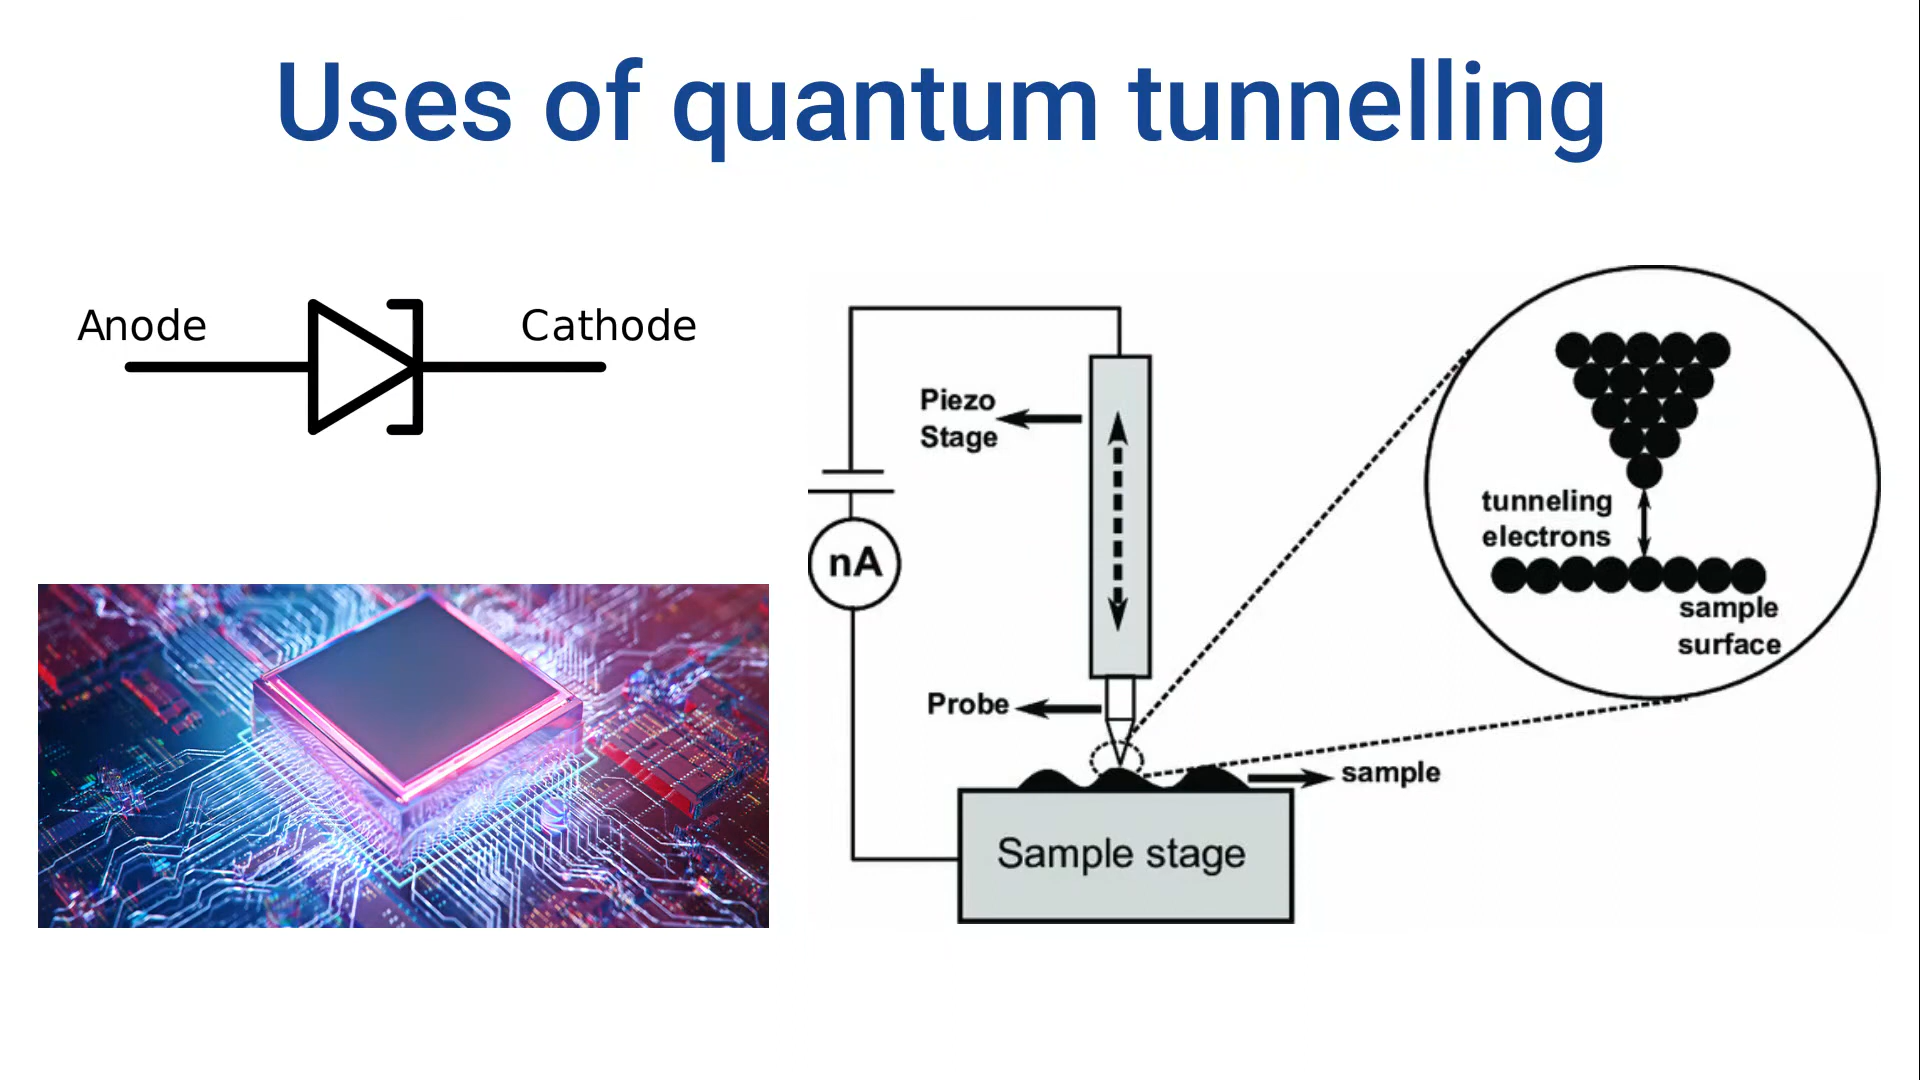 Uses of quantum tunnelling
Anode
Cathode
Piezo
Stage
nA
Probe
sample
Sample stage
tunneling
electrons
sample
surface